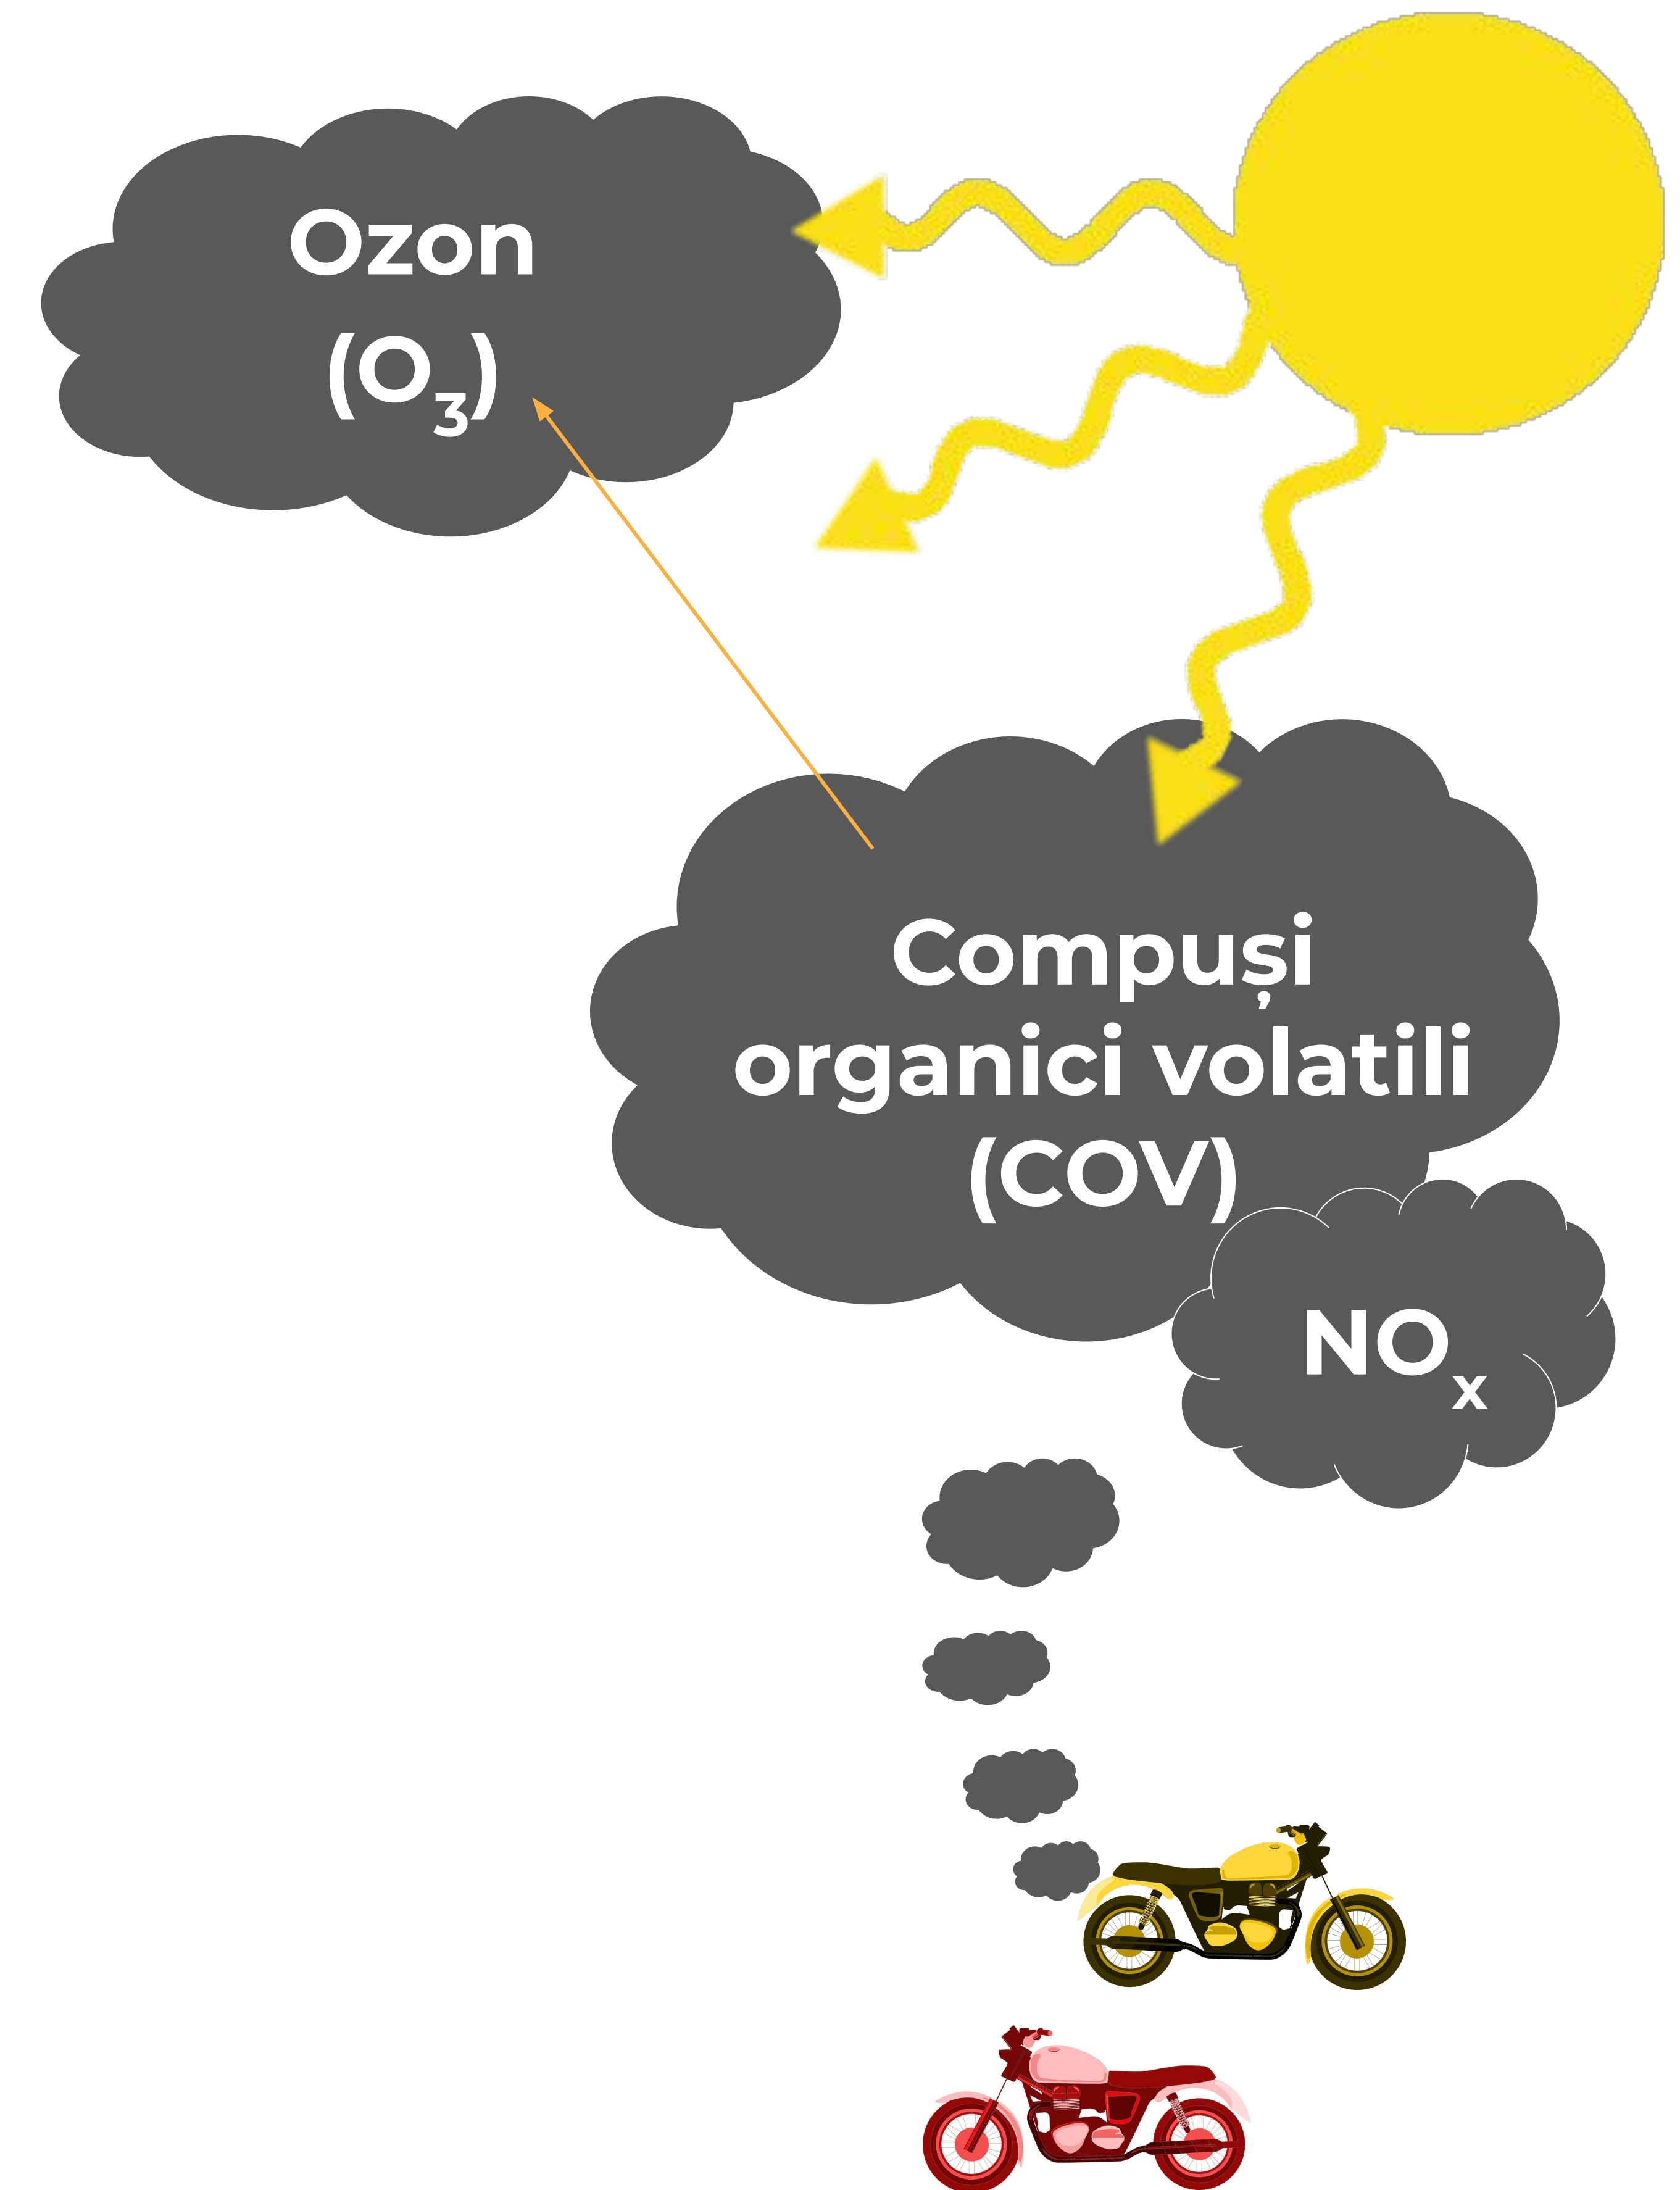 Ozon
(O₃)
Compuși
organici volatili
(COV)
NOₓ